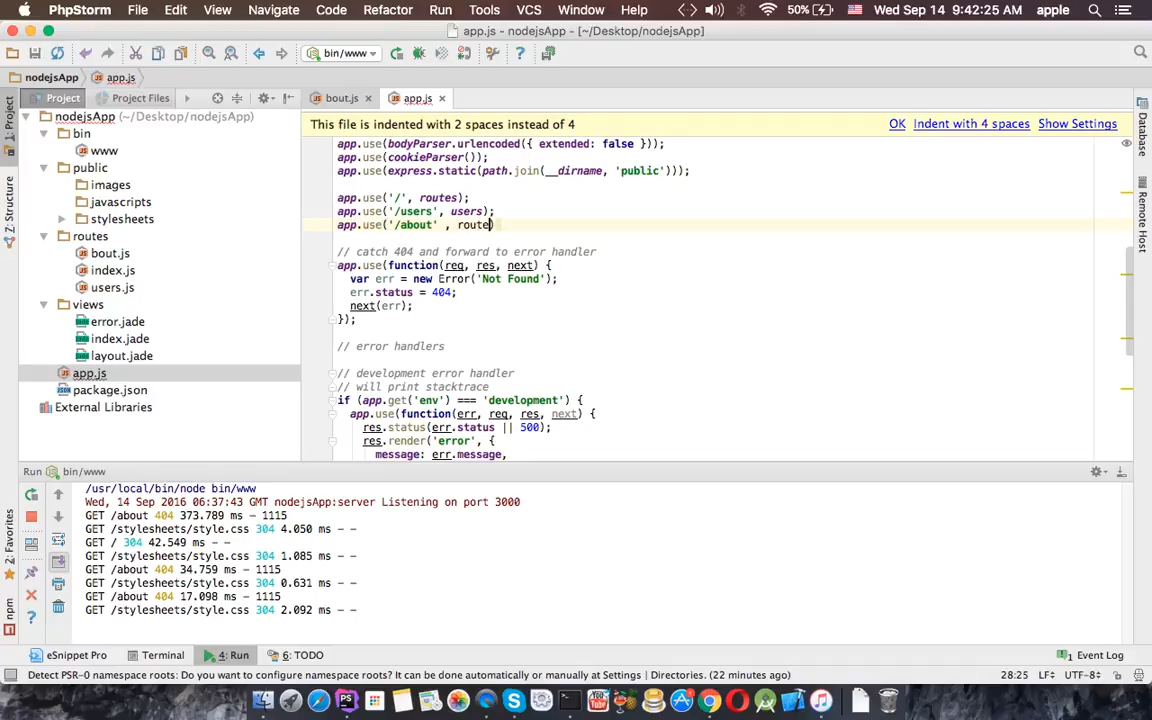 PhpStorm File Edit View Navigate Code Refactor Run Tools VCS Window Help 50% Wed Sep 14 9:42:25 AM apple
app.js - nodejsApp - [~/Desktop/nodejsApp]
bin/www
nodejsApp app.js
Project Project Files bout.js app.js
nodejsApp (~/Desktop/nodejsApp)
bin
www
public
images
javascripts
stylesheets
routes
bout.js
index.js
users.js
views
error.jade
index.jade
layout.jade
app.js
package.json
External Libraries
1: Project
7: Structure
2: Favorites
npm
Database
Remote Host
This file is indented with 2 spaces instead of 4 OK Indent with 4 spaces Show Settings
app.use(bodyParser.urlencoded({ extended: false }));
app.use(cookieParser());
app.use(express.static(path.join(__dirname, 'public')));
app.use('/', routes);
app.use('/users', users);
app.use('/about' , route)
// catch 404 and forward to error handler
app.use(function(req, res, next) {
var err = new Error('Not Found');
err.status = 404;
next(err);
});
// error handlers
// development error handler
// will print stacktrace
if (app.get('env') === 'development') {
app.use(function(err, req, res, next) {
res.status(err.status || 500);
res.render('error', {
message: err.message,
Run bin/www
/usr/local/bin/node bin/www
Wed, 14 Sep 2016 06:37:43 GMT nodejsApp:server Listening on port 3000
GET /about 404 373.789 ms - 1115
GET /stylesheets/style.css 304 4.050 ms - -
GET / 304 42.549 ms - -
GET /stylesheets/style.css 304 1.085 ms - -
GET /about 404 34.759 ms - 1115
GET /stylesheets/style.css 304 0.631 ms - -
GET /about 404 17.098 ms - 1115
GET /stylesheets/style.css 304 2.092 ms - -
eSnippet Pro Terminal 4: Run 6: TODO 1 Event Log
Detect PSR-0 namespace roots: Do you want to configure namespace roots? It can be done automatically or manually at Settings | Directories. (22 minutes ago) 28:25 LF UTF-8